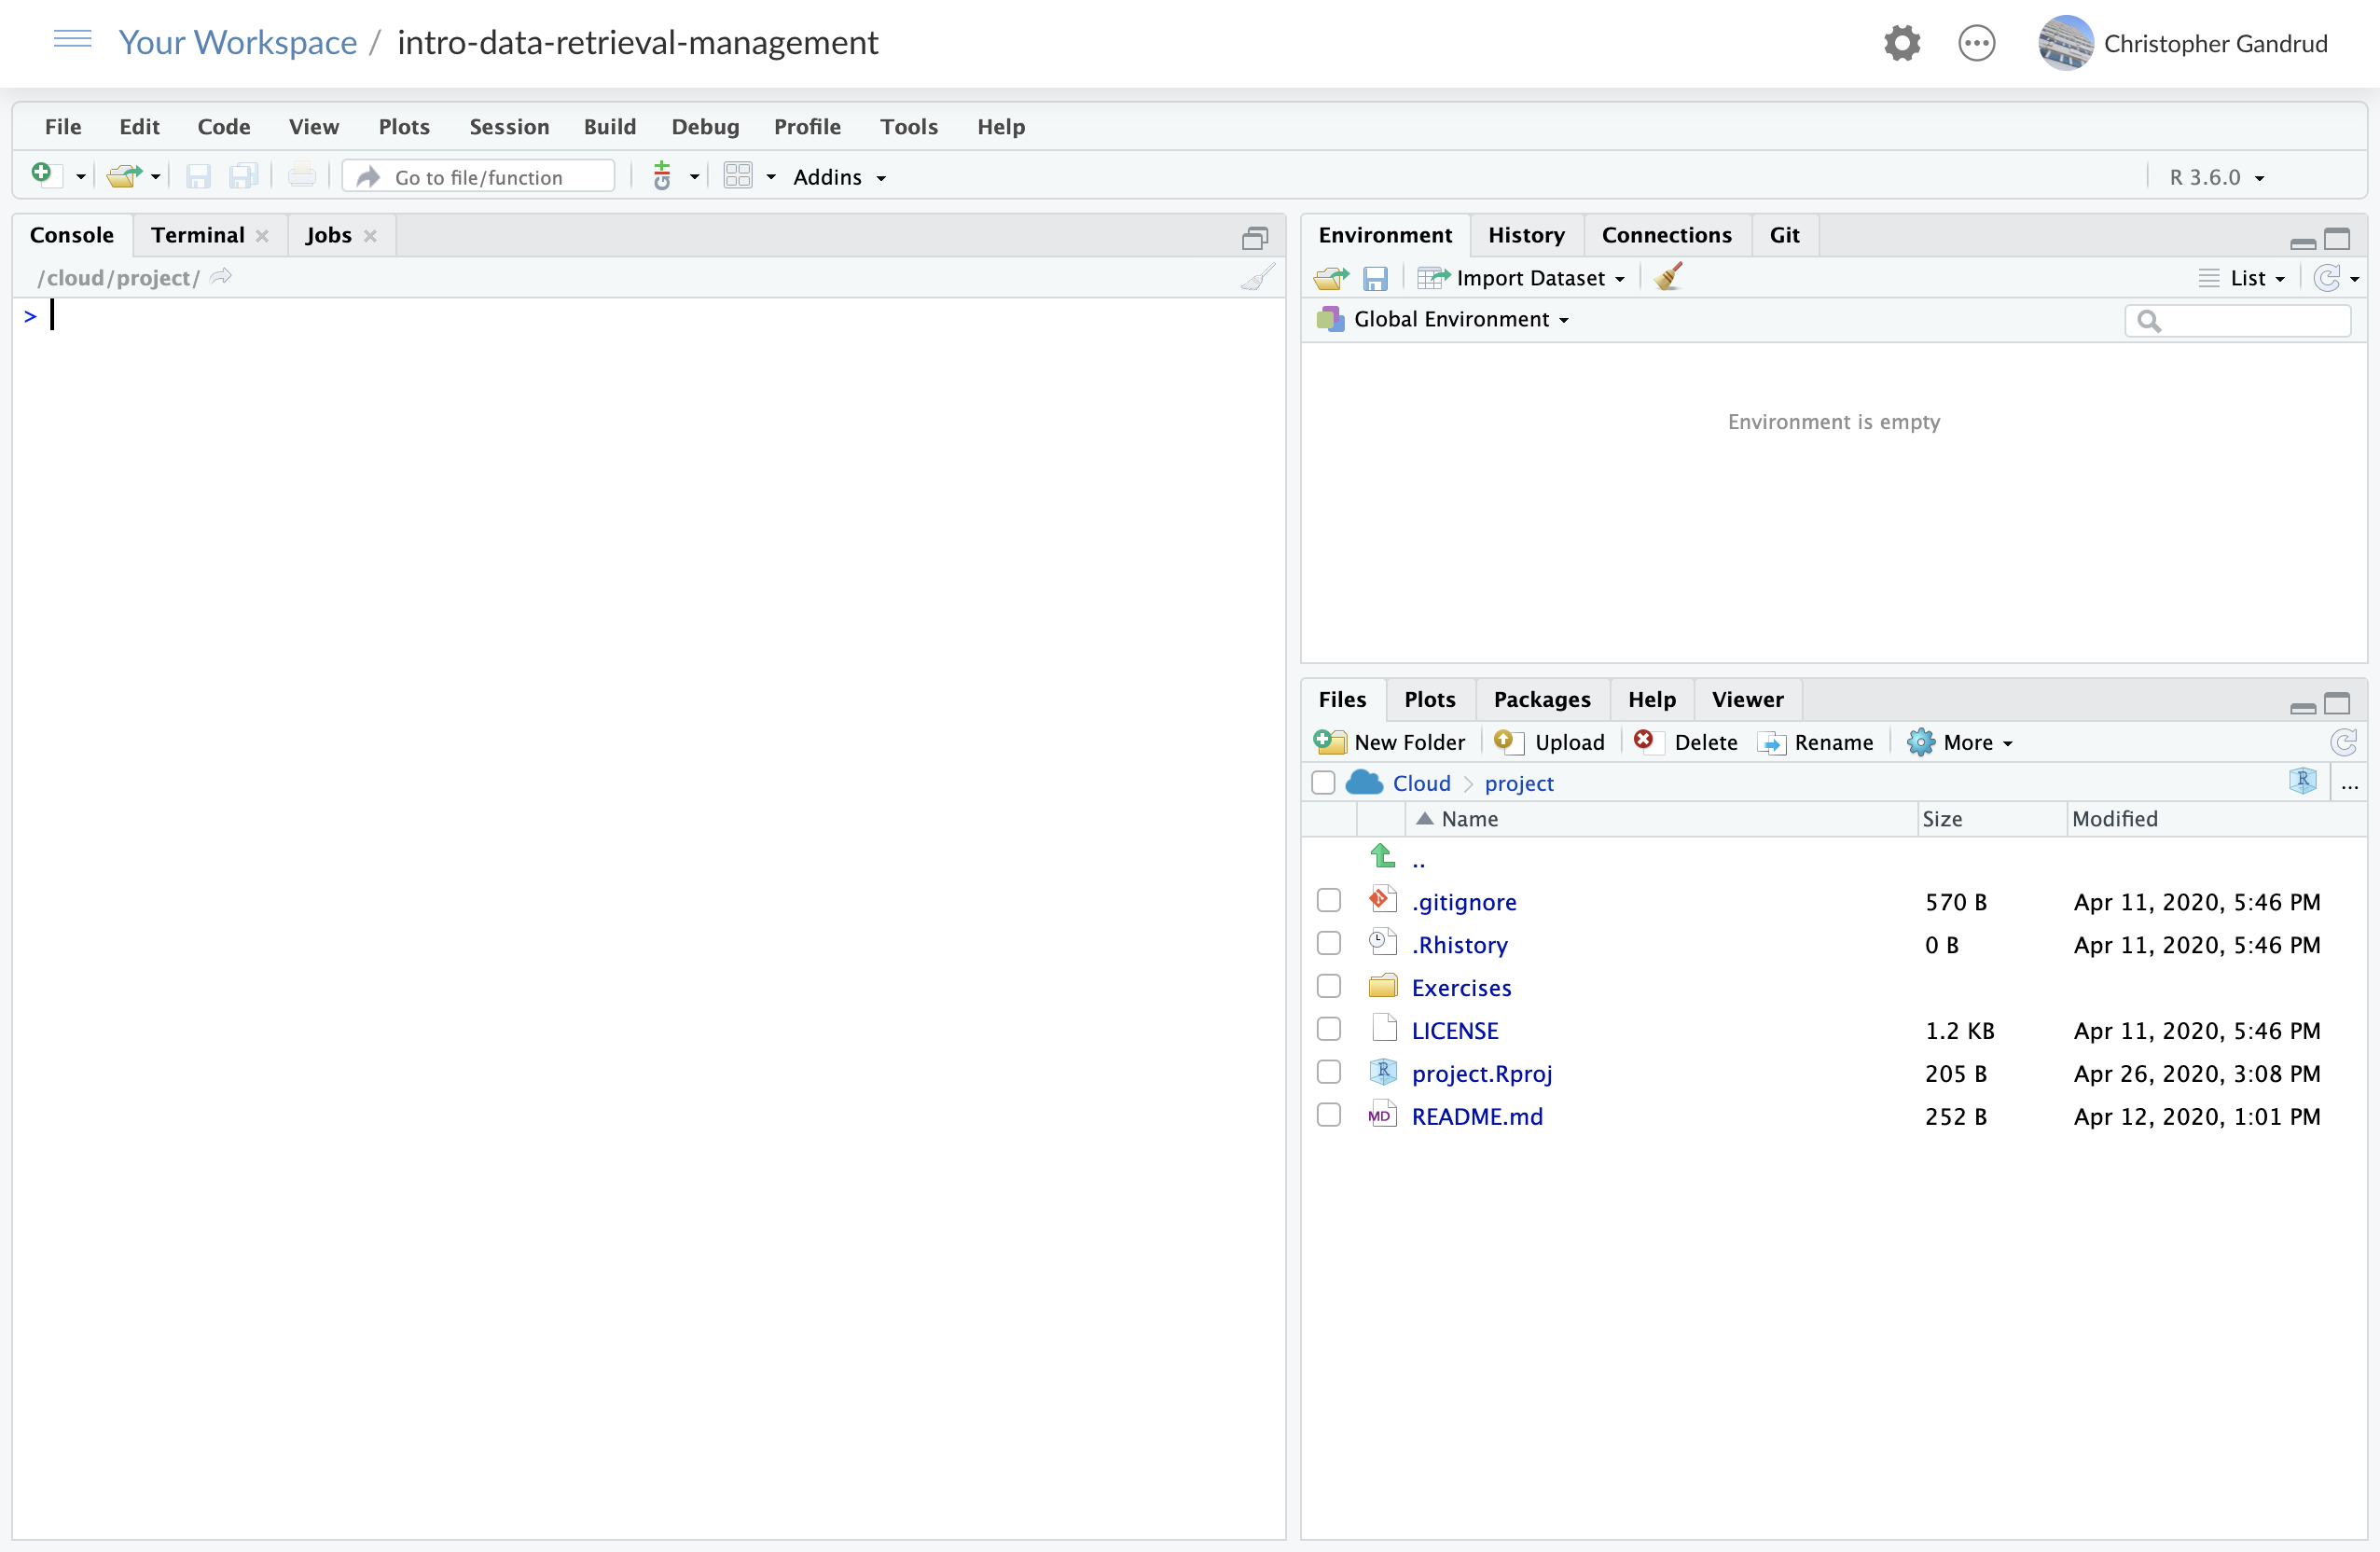 Your Workspace / intro-data-retrieval-management
Christopher Gandrud
File Edit Code View Plots Session Build Debug Profile Tools Help
Go to file/function Addins R 3.6.0
Console Terminal Jobs
/cloud/project/
>
Environment History Connections Git
Import Dataset List
Global Environment
Environment is empty
Files Plots Packages Help Viewer
New Folder Upload Delete Rename More
Cloud project R ...
Name Size Modified
..
.gitignore 570 B Apr 11, 2020, 5:46 PM
.Rhistory 0 B Apr 11, 2020, 5:46 PM
Exercises
LICENSE 1.2 KB Apr 11, 2020, 5:46 PM
R project.Rproj 205 B Apr 26, 2020, 3:08 PM
MD README.md 252 B Apr 12, 2020, 1:01 PM